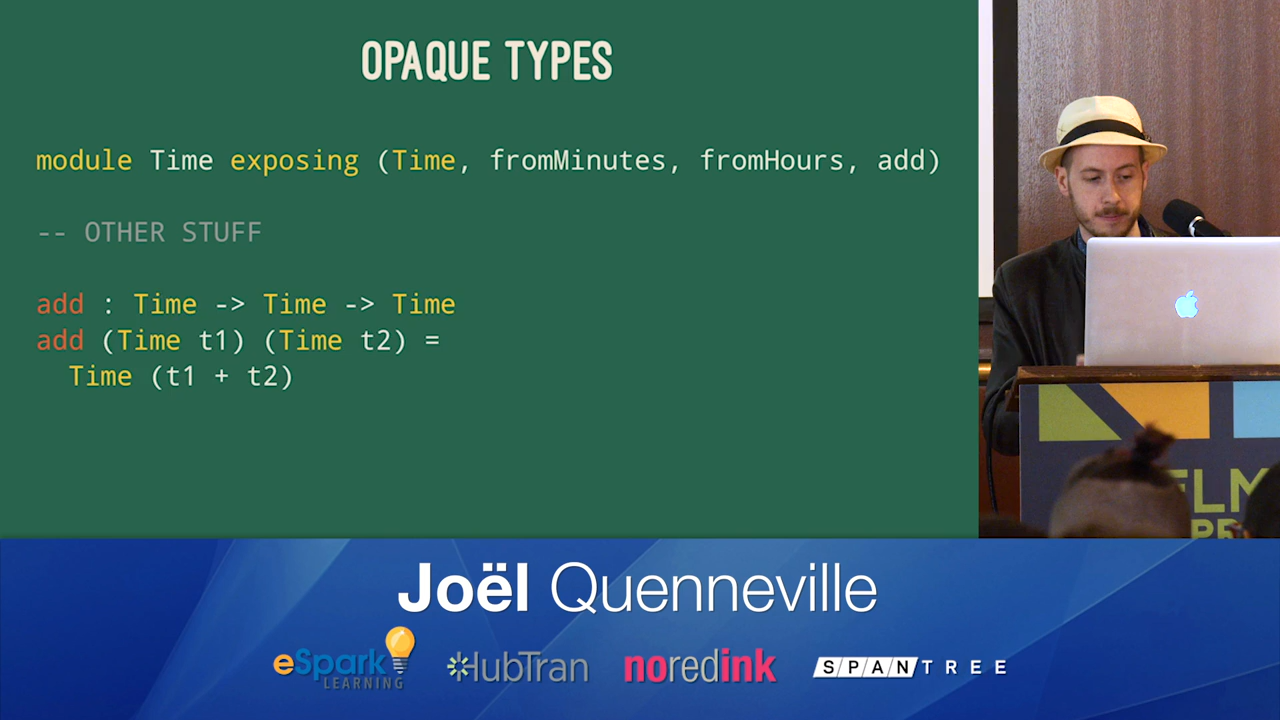 OPAQUE TYPES
module Time exposing (Time, fromMinutes, fromHours, add)
-- OTHER STUFF
add : Time -> Time -> Time
add (Time t1) (Time t2) =
  Time (t1 + t2)
ELM
Joël Quenneville
eSpark LEARNING
HubTran
noredink
SPANTREE